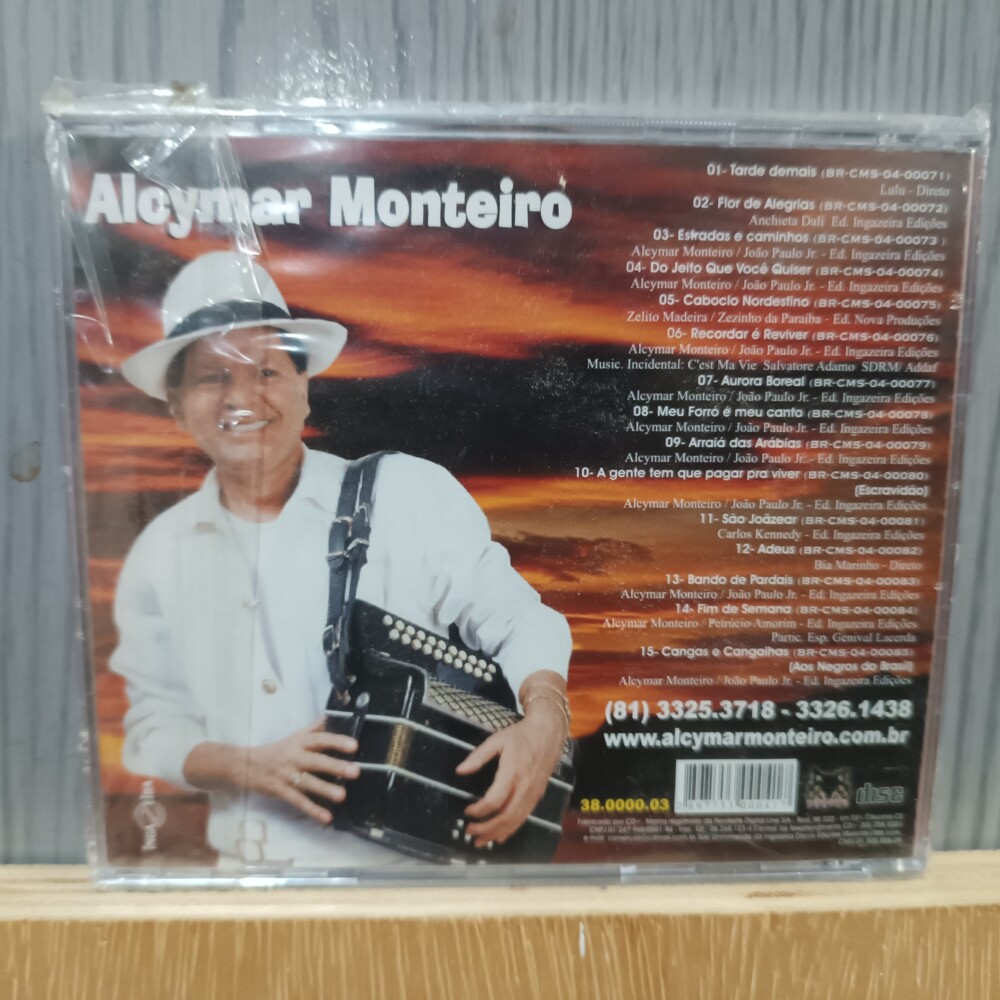 Alcymar Monteiro
01- Tarde demais (BR-CMS-04-00071)
Lulu - Direto
02- Flor de Alegrias (BR-CMS-04-00072)
Anchieta Dali Ed. Ingazeira Edições
03- Estradas e caminhos (BR-CMS-04-00073 )
Alcymar Monteiro / João Paulo Jr. - Ed. Ingazeira Edições
04- Do Jeito Que Você Quiser (BR-CMS-04-00074)
Alcymar Monteiro / João Paulo Jr. - Ed. Ingazeira Edições
05- Caboclo Nordestino (BR-CMS-04-00075)
Zelito Madeira / Zezinho da Paraiba - Ed. Nova Produções
06- Recordar é Reviver (BR-CMS-04-00076)
Alcymar Monteiro / João Paulo Jr. - Ed. Ingazeira Edições
Music. Incidental: C'est Ma Vie Salvatore Adamo SDRM/ Addaf
07- Aurora Boreal (BR-CMS-04-00077)
Alcymar Monteiro / João Paulo Jr. - Ed. Ingazeira Edições
08- Meu Forró é meu canto (BR-CMS-04-00078)
Alcymar Monteiro / João Paulo Jr. - Ed. Ingazeira Edições
09- Arraiá das Arábias (BR-CMS-04-00079)
Alcymar Monteiro / João Paulo Jr. - Ed. Ingazeira Edições
10- A gente tem que pagar pra viver (BR-CMS-04-00080)
(Escravidão)
Alcymar Monteiro / João Paulo Jr. - Ed. Ingazeira Edições
11- São Joãzear (BR-CMS-04-00081)
Carlos Kennedy - Ed. Ingazeira Edições
12- Adeus (BR-CMS-04-00082)
Bia Marinho - Direto
13- Bando de Pardais (BR-CMS-04-00083)
Alcymar Monteiro / João Paulo Jr. - Ed. Ingazeira Edições
14- Fim de Semana (BR-CMS-04-00084)
Alcymar Monteiro / Petrúcio Amorim - Ed. Ingazeira Edições
Partic. Esp. Genival Lacerda
15- Cangas e Cangalhas (BR-CMS-04-00085)
(Aos Negros do Brasil)
Alcymar Monteiro / João Paulo Jr. - Ed. Ingazeira Edições
(81) 3325.3718 - 3326.1438
www.alcymarmonteiro.com.br
38.0000.03
disc